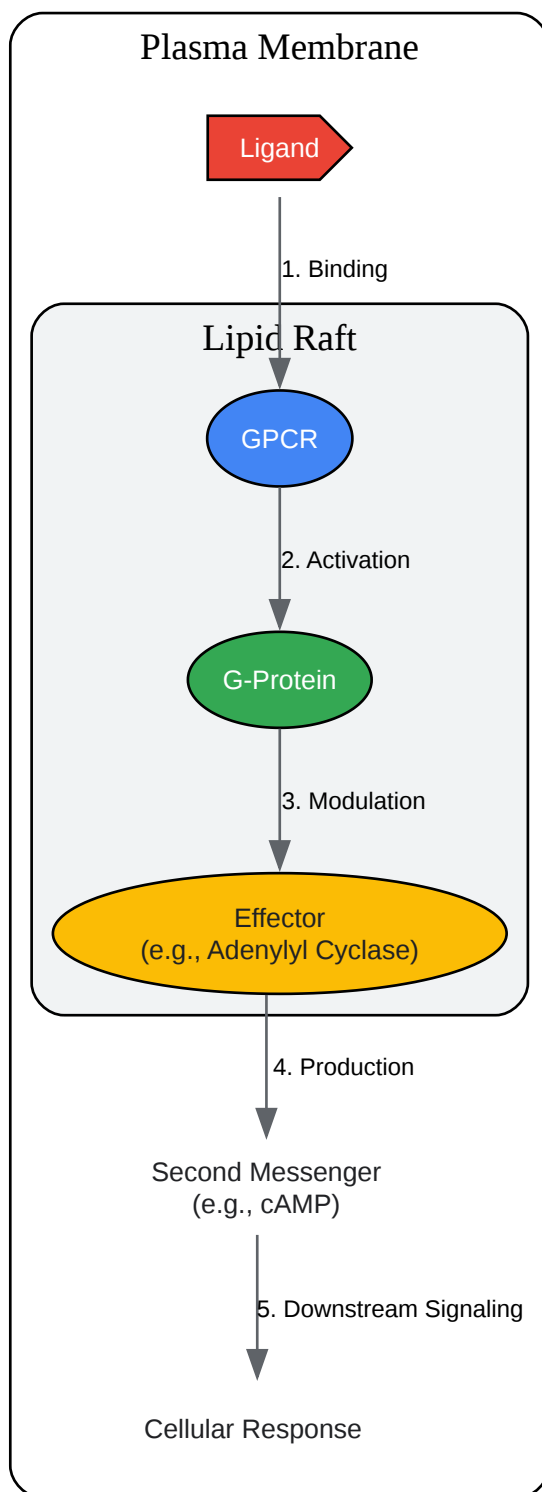 Plasma Membrane
Ligand
1. Binding
Lipid Raft
GPCR
2. Activation
G-Protein
3. Modulation
Effector
(e.g., Adenylyl Cyclase)
4. Production
Second Messenger
(e.g., cAMP)
5. Downstream Signaling
Cellular Response